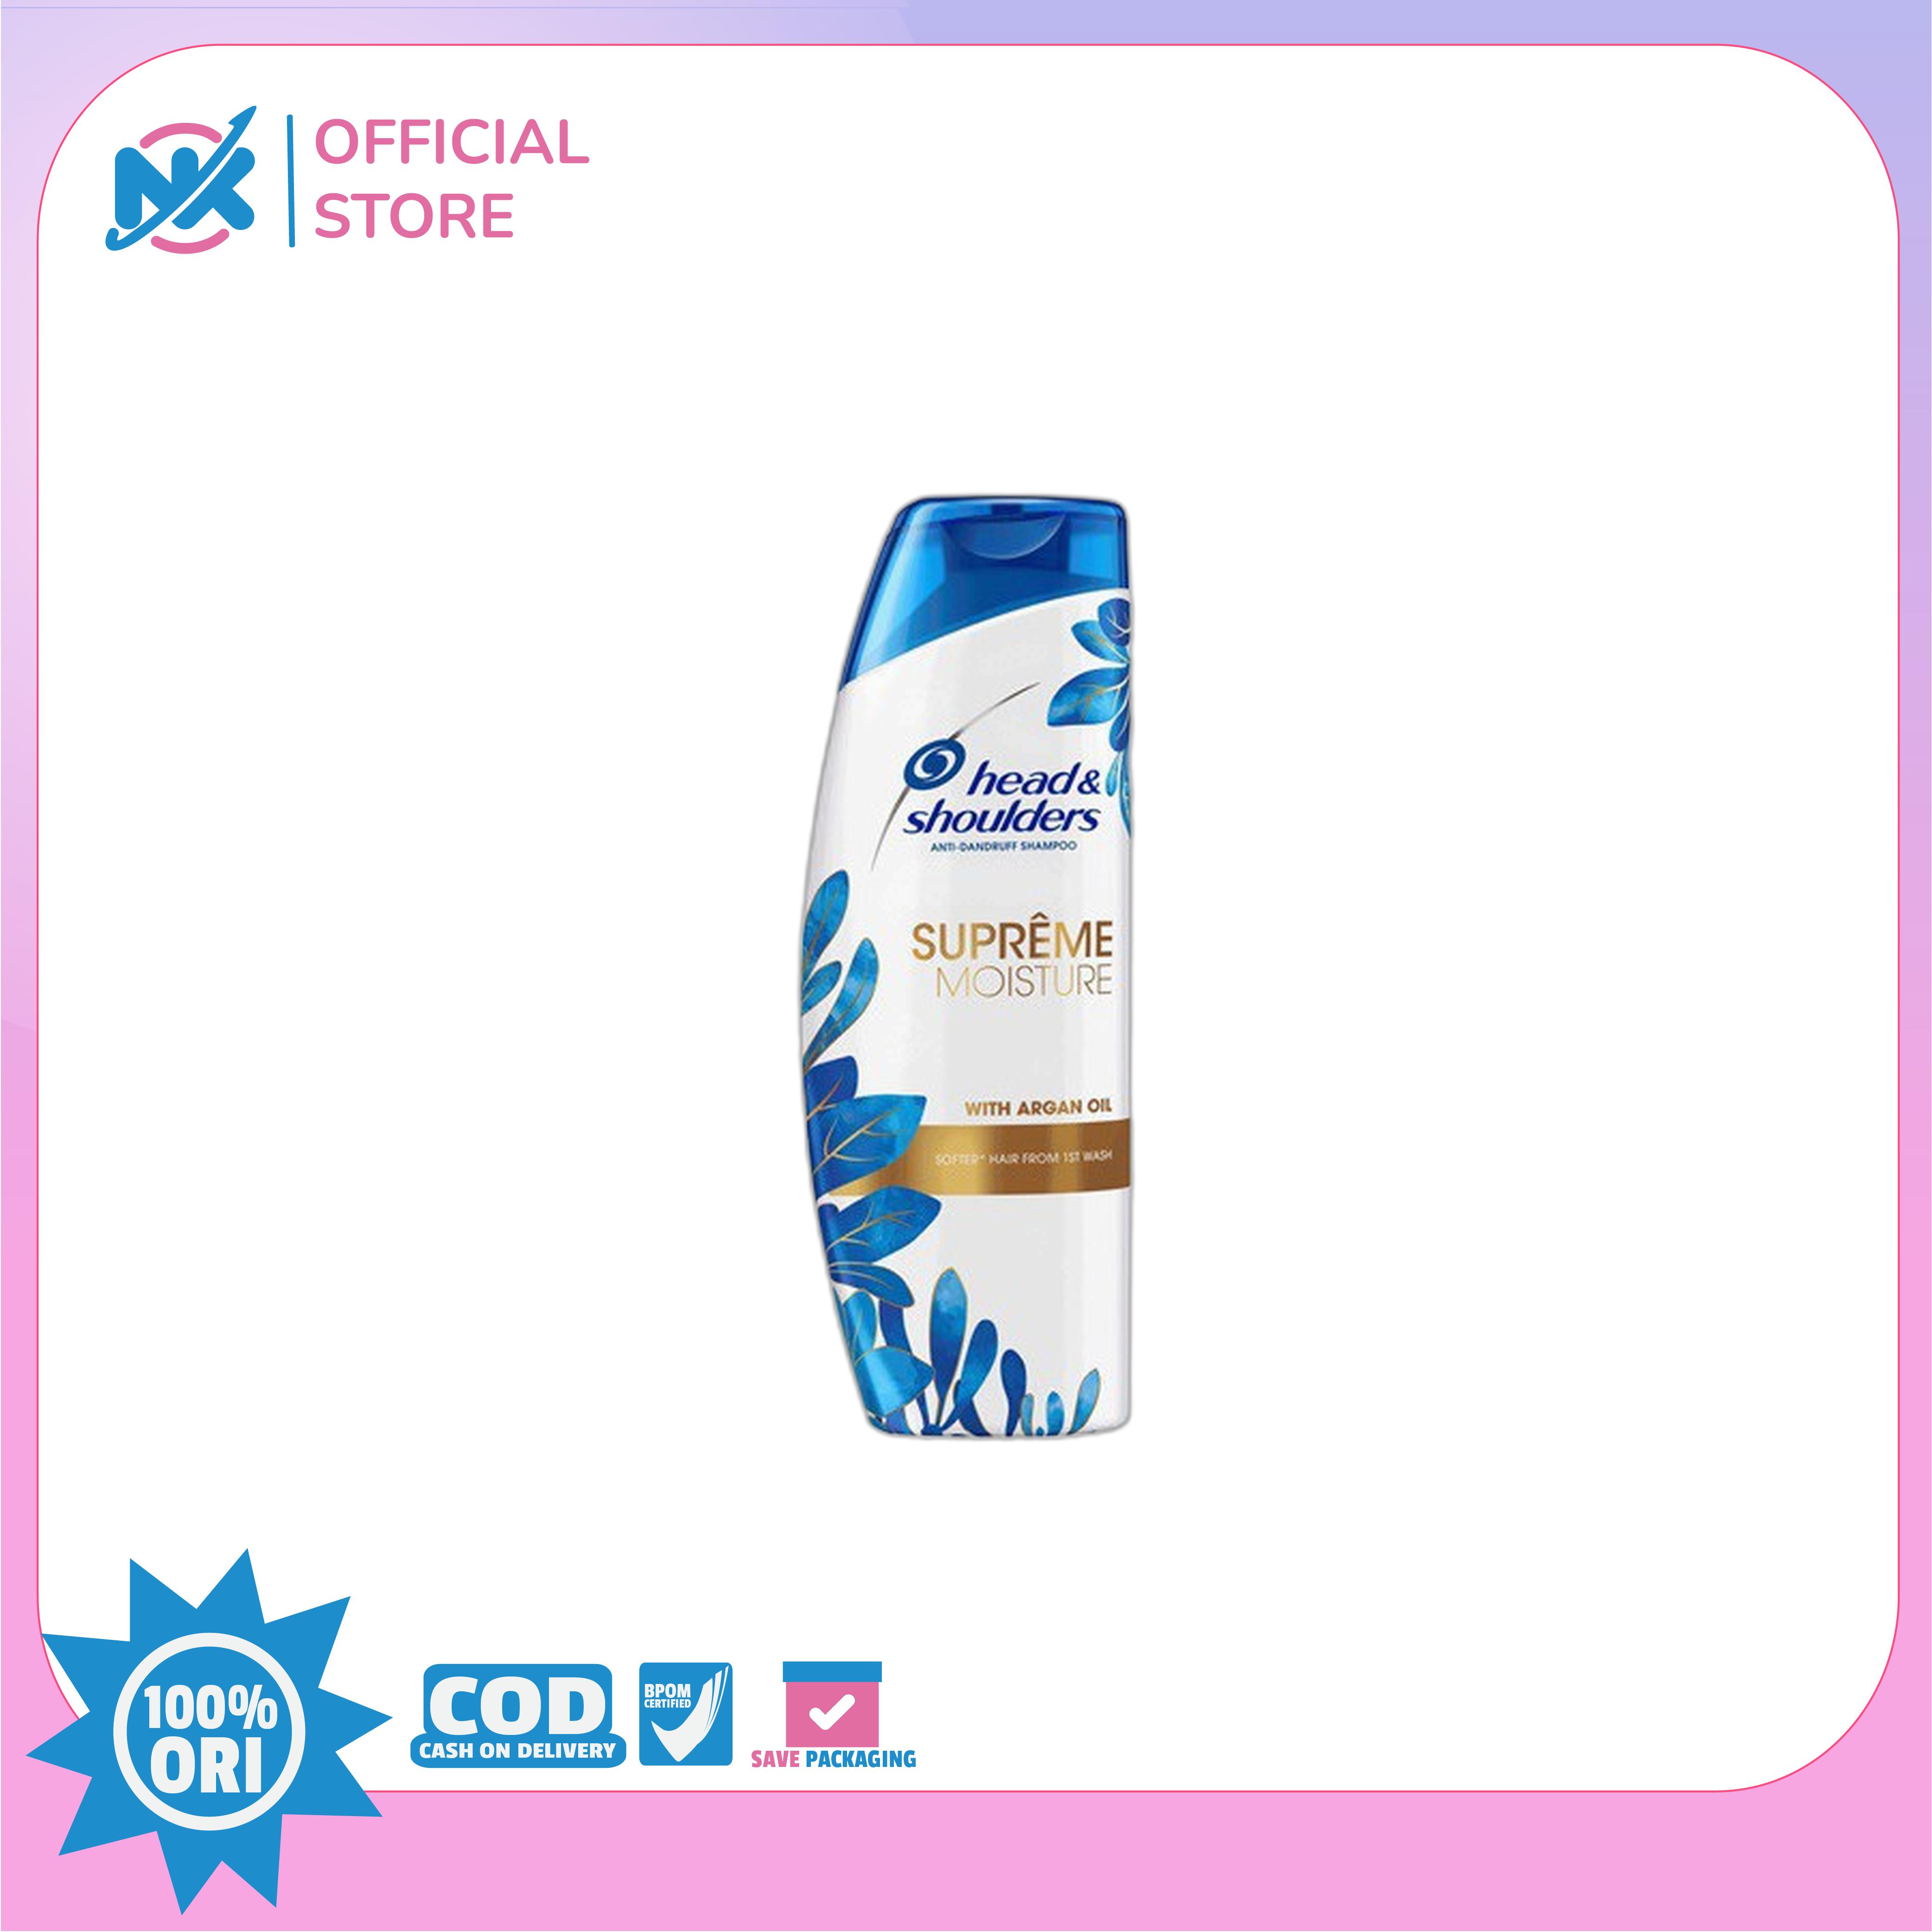 NK
OFFICIAL
STORE
head &
shoulders
ANTI-DANDRUFF SHAMPOO
SUPRÊME
MOISTURE
WITH ARGAN OIL
SOFTER* HAIR FROM 1ST WASH
100%
ORI
COD
CASH ON DELIVERY
BPOM
CERTIFIED
SAVE PACKAGING